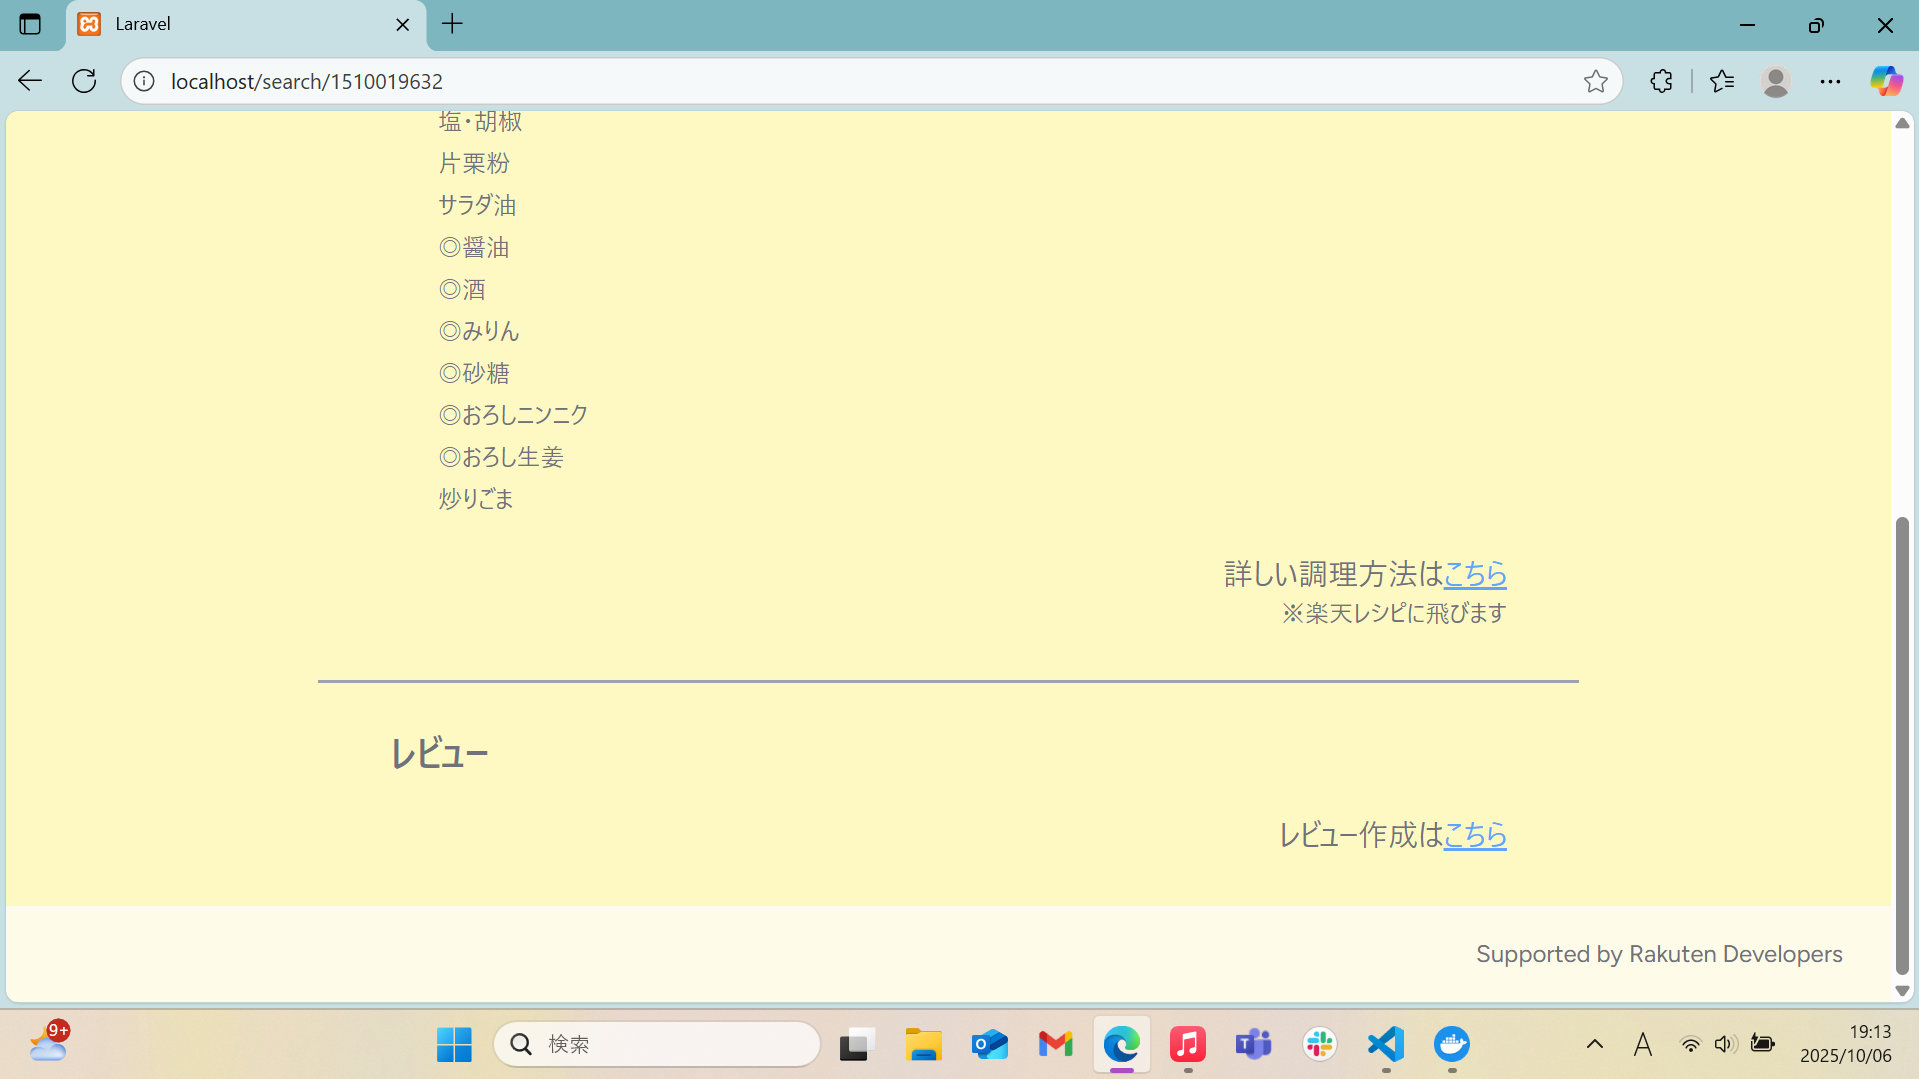 Laravel
localhost/search/1510019632
塩・胡椒
片栗粉
サラダ油
◎醤油
◎酒
◎みりん
◎砂糖
◎おろしニンニク
◎おろし生姜
炒りごま
詳しい調理方法はこちら
※楽天レシピに飛びます
レビュー
レビュー作成はこちら
Supported by Rakuten Developers
9+
検索
A
19:13
2025/10/06